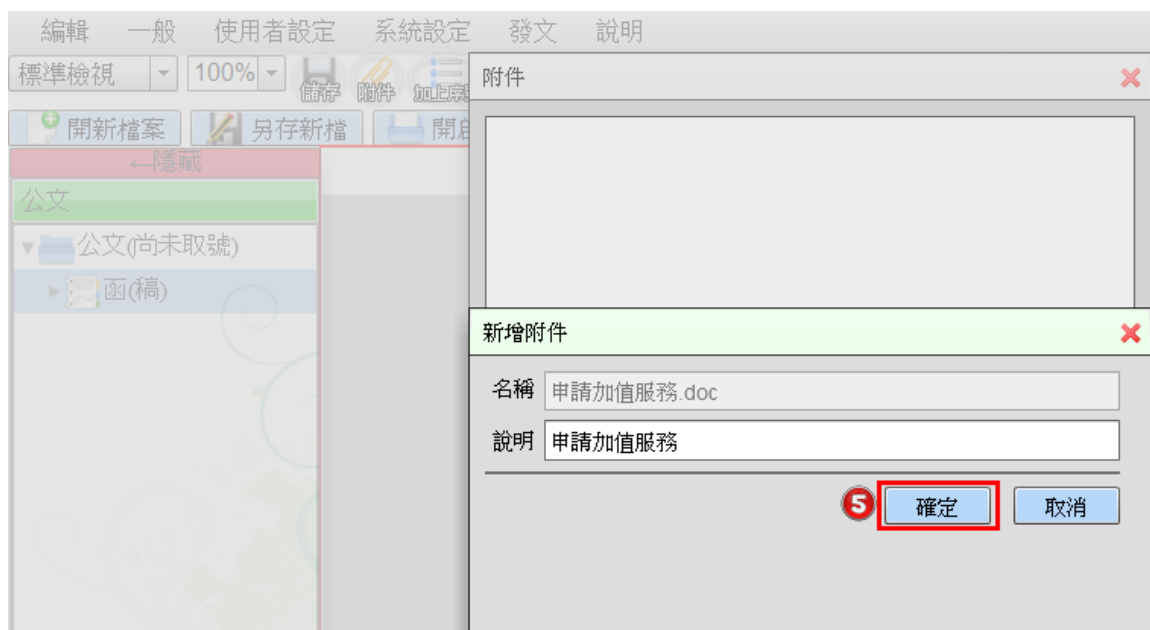 編輯 一般 使用者設定 系統設定 發文 說明
標準檢視 100% 儲存 附件
開新檔案 另存新檔
←隱藏
公文
公文(尚未取號)
函(稿)
附件
新增附件
名稱 申請加值服務.doc
說明 申請加值服務
5 確定 取消